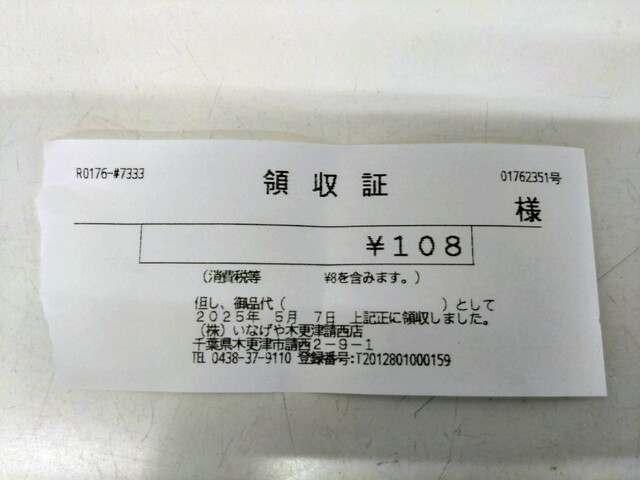 R0176-#7333
領収証
01762351号
様
¥108
(消費税等 ¥8を含みます。)
但し、御品代( )として
2025年 5月 7日 上記正に領収しました。
(株)いなげや木更津請西店
千葉県木更津市請西2-9-1
TEL 0438-37-9110 登録番号:T2012801000159